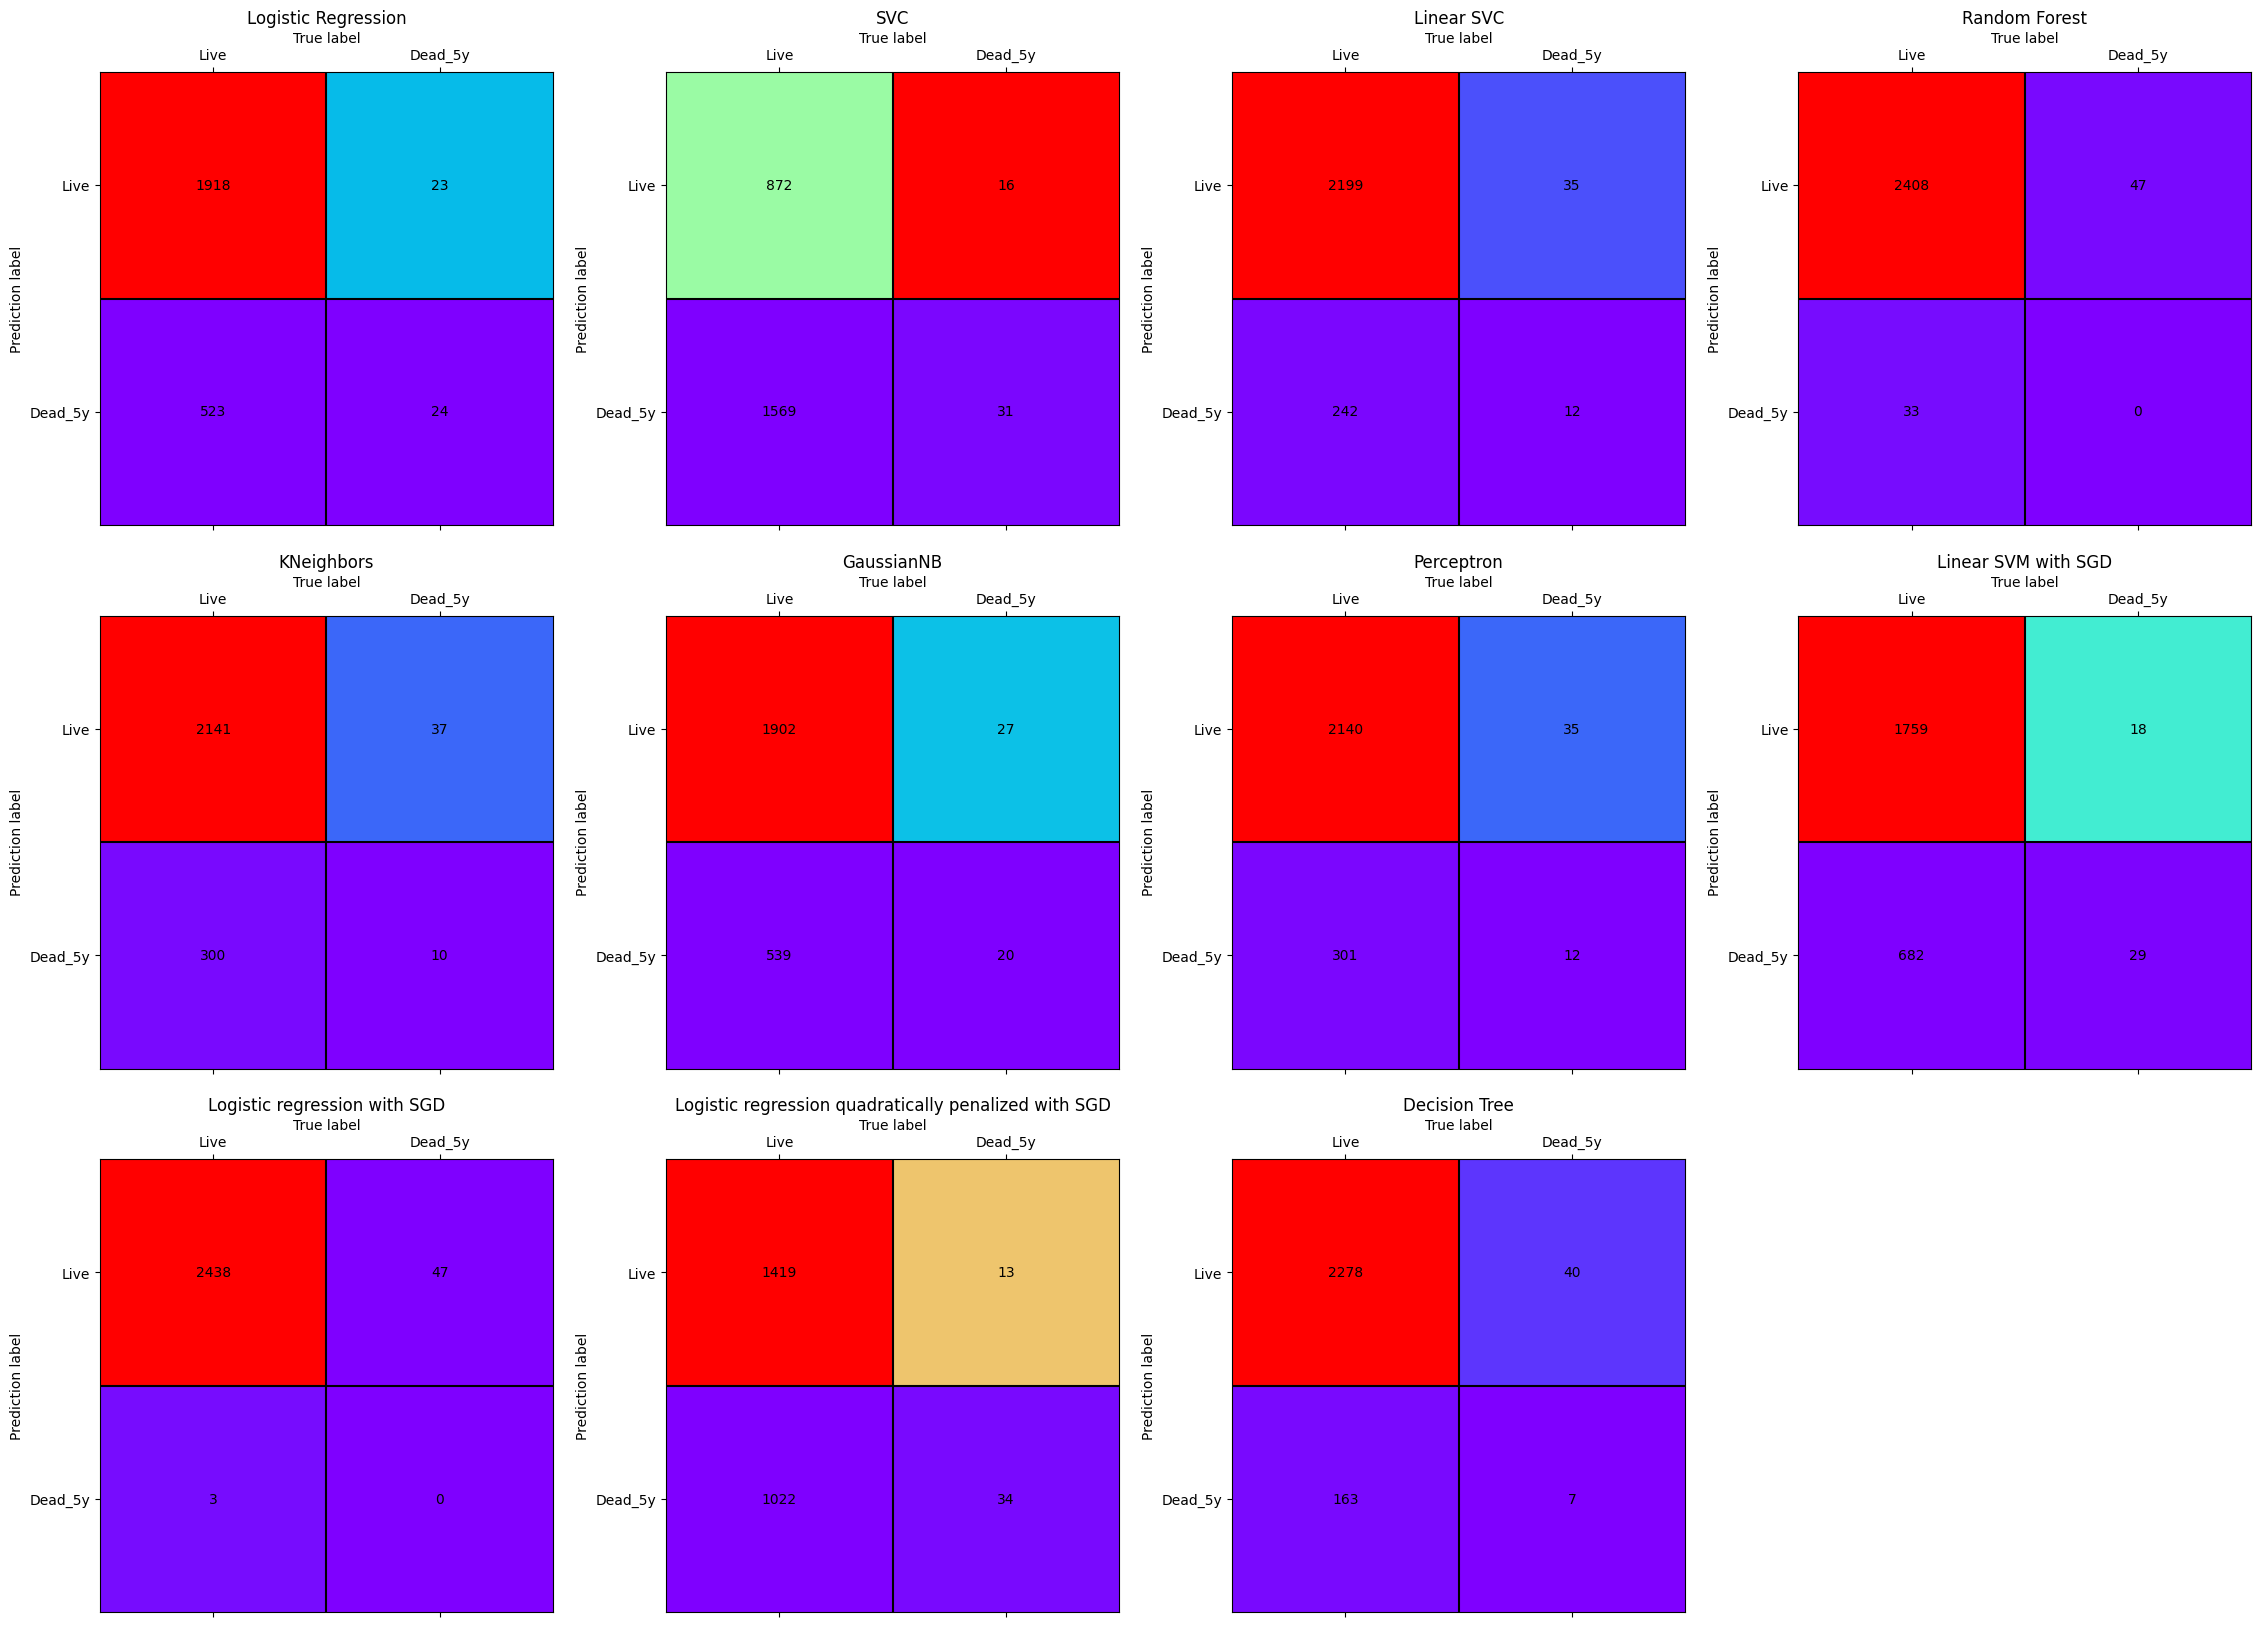 Logistic Regression
True label
Live Dead_5y
Prediction label
Live 1918 23
Dead_5y 523 24
SVC
True label
Live Dead_5y
Prediction label
Live 872 16
Dead_5y 1569 31
Linear SVC
True label
Live Dead_5y
Prediction label
Live 2199 35
Dead_5y 242 12
Random Forest
True label
Live Dead_5y
Prediction label
Live 2408 47
Dead_5y 33 0
KNeighbors
True label
Live Dead_5y
Prediction label
Live 2141 37
Dead_5y 300 10
GaussianNB
True label
Live Dead_5y
Prediction label
Live 1902 27
Dead_5y 539 20
Perceptron
True label
Live Dead_5y
Prediction label
Live 2140 35
Dead_5y 301 12
Linear SVM with SGD
True label
Live Dead_5y
Prediction label
Live 1759 18
Dead_5y 682 29
Logistic regression with SGD
True label
Live Dead_5y
Prediction label
Live 2438 47
Dead_5y 3 0
Logistic regression quadratically penalized with SGD
True label
Live Dead_5y
Prediction label
Live 1419 13
Dead_5y 1022 34
Decision Tree
True label
Live Dead_5y
Prediction label
Live 2278 40
Dead_5y 163 7